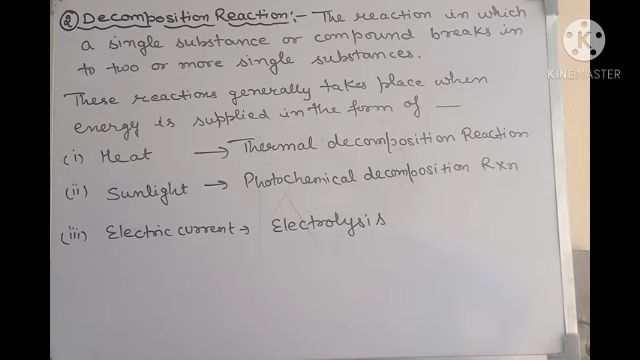 ② Decomposition Reaction:- The reaction in which
a single substance or compound breaks in
to two or more single substances.
These reactions generally takes place when
energy is supplied in the form of —
(i) Heat → Thermal decomposition Reaction
(ii) Sunlight → Photochemical decomposition Rxn
(iii) Electric current → Electrolysis
KINEMASTER